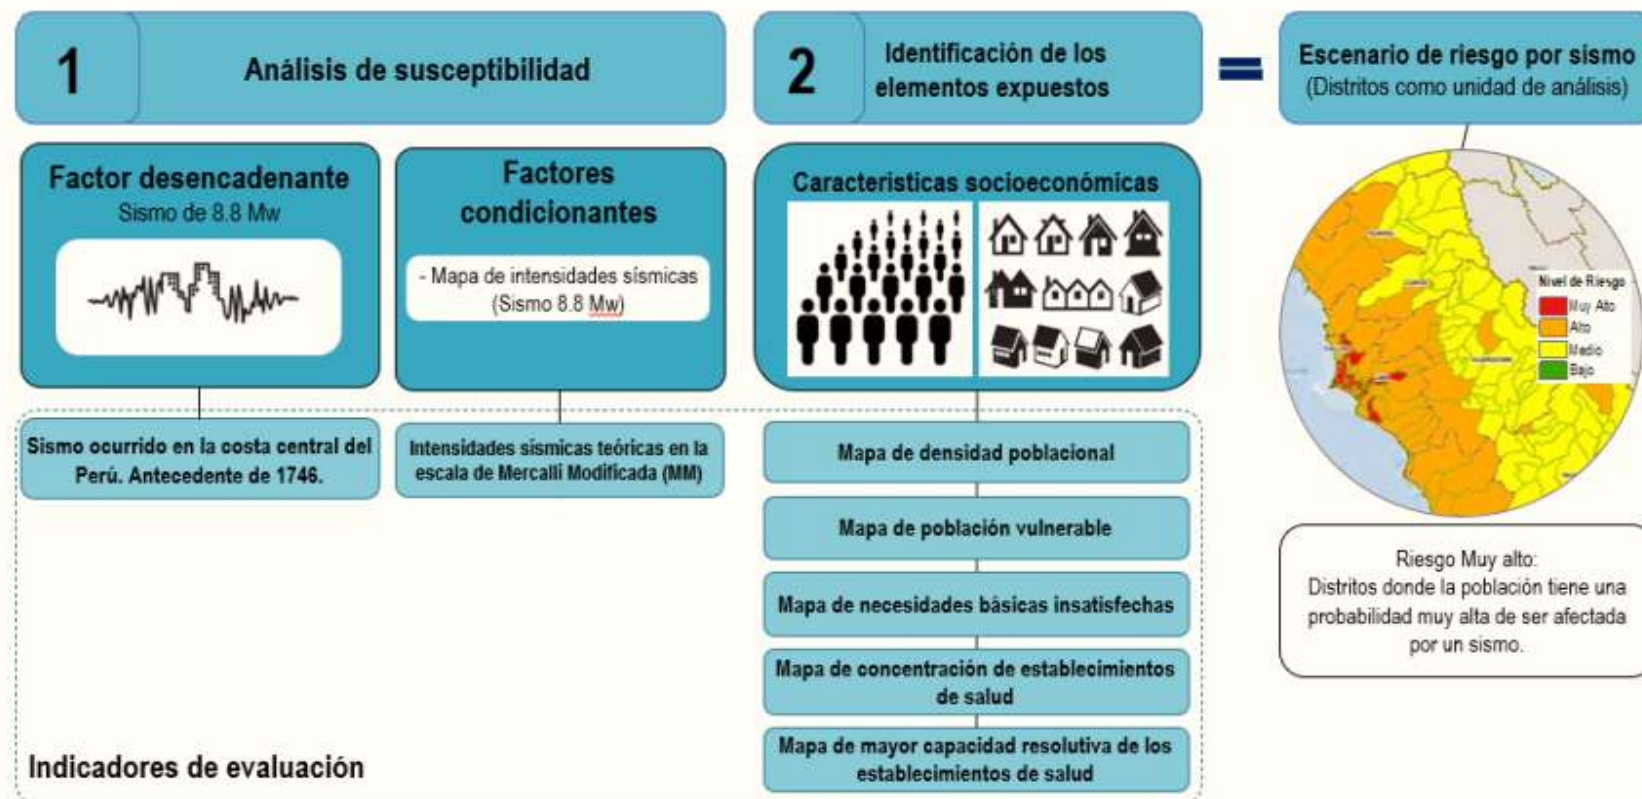 1
Análisis de susceptibilidad
2
Identificación de los
elementos expuestos
=
Escenario de riesgo por sismo
(Distritos como unidad de análisis)
Factor desencadenante
Sismo de 8.8 Mw
Factores
condicionantes
- Mapa de intensidades sísmicas
(Sismo 8.8 Mw)
Características socioeconómicas
Nivel de Riesgo
Muy Alto
Alto
Medio
Bajo
Sismo ocurrido en la costa central del
Perú. Antecedente de 1746.
Intensidades sísmicas teóricas en la
escala de Mercalli Modificada (MM)
Mapa de densidad poblacional
Mapa de población vulnerable
Mapa de necesidades básicas insatisfechas
Mapa de concentración de establecimientos
de salud
Mapa de mayor capacidad resolutiva de los
establecimientos de salud
Riesgo Muy alto:
Distritos donde la población tiene una
probabilidad muy alta de ser afectada
por un sismo.
Indicadores de evaluación